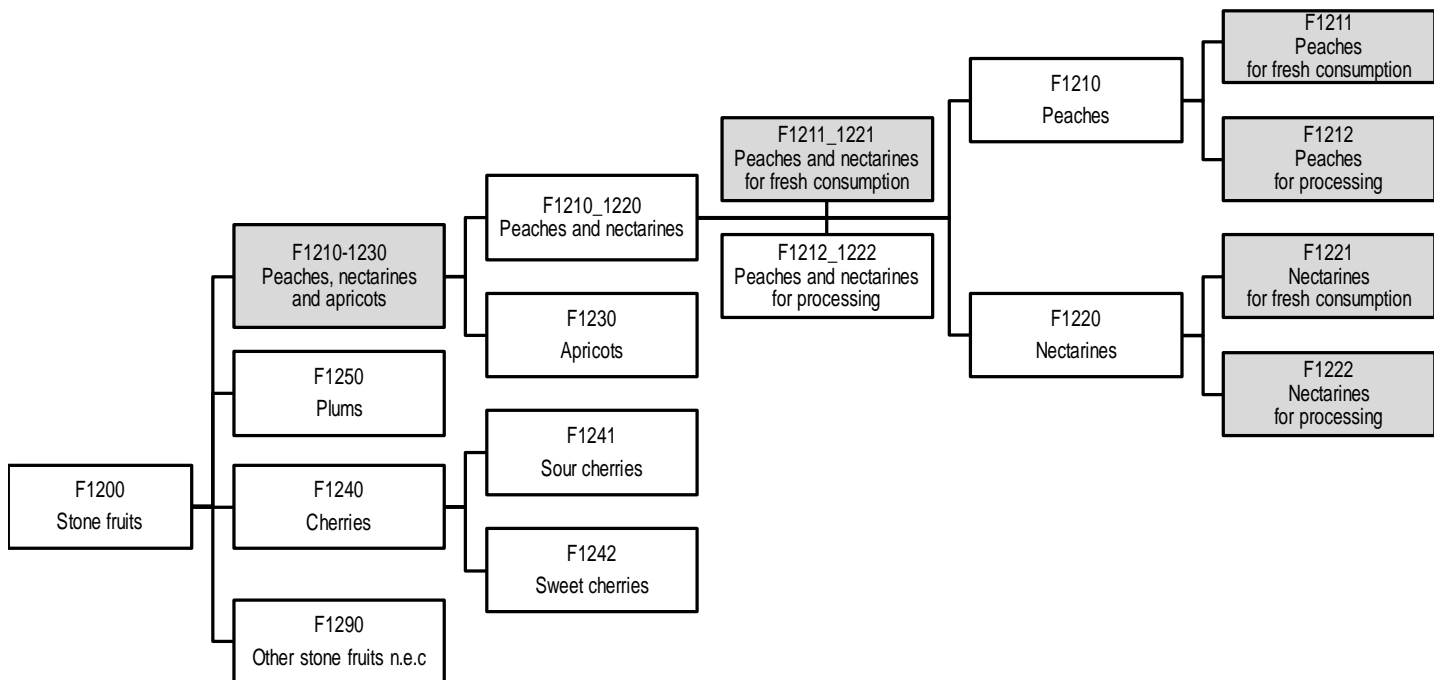 F1200
Stone fruits
F1210-1230
Peaches, nectarines
and apricots
F1250
Plums
F1240
Cherries
F1290
Other stone fruits n.e.c
F1210_1220
Peaches and nectarines
F1230
Apricots
F1241
Sour cherries
F1242
Sweet cherries
F1211_1221
Peaches and nectarines
for fresh consumption
F1212_1222
Peaches and nectarines
for processing
F1210
Peaches
F1220
Nectarines
F1211
Peaches
for fresh consumption
F1212
Peaches
for processing
F1221
Nectarines
for fresh consumption
F1222
Nectarines
for processing